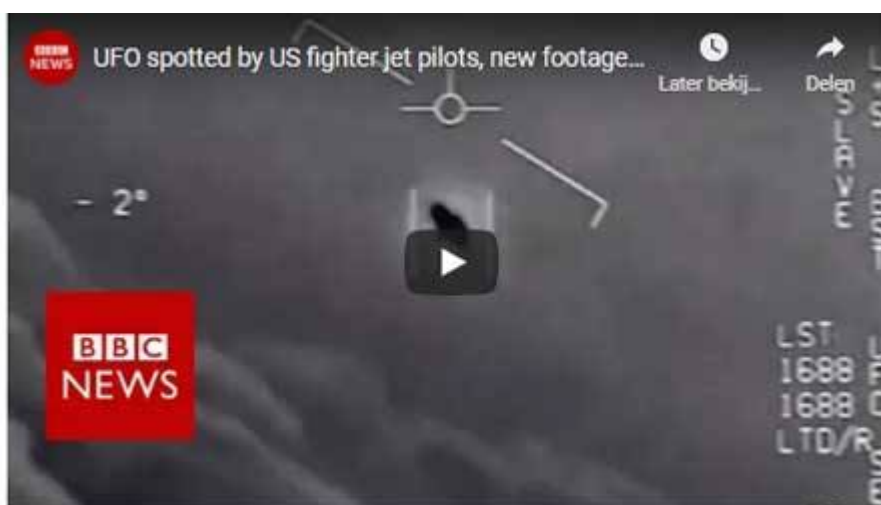 BBC NEWS
UFO spotted by US fighter jet pilots, new footage...
Later bekij...
Delen
- 2°
SLAVE
BBC
NEWS
LST
1688
1688
LTD/R